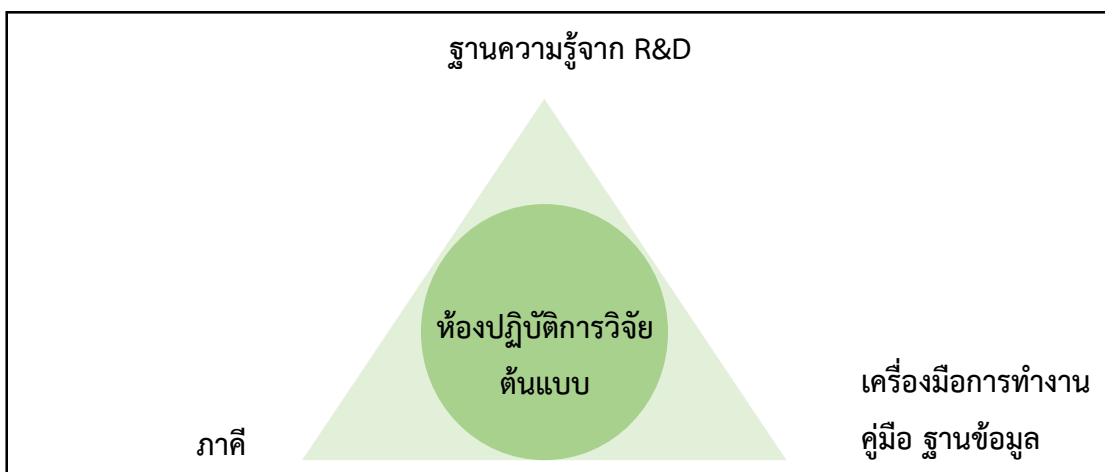 ฐานความรู้จาก R&D
ห้องปฏิบัติการวิจัย
ต้นแบบ
เครื่องมือการทำงาน
ภาคี
คู่มือ ฐานข้อมูล